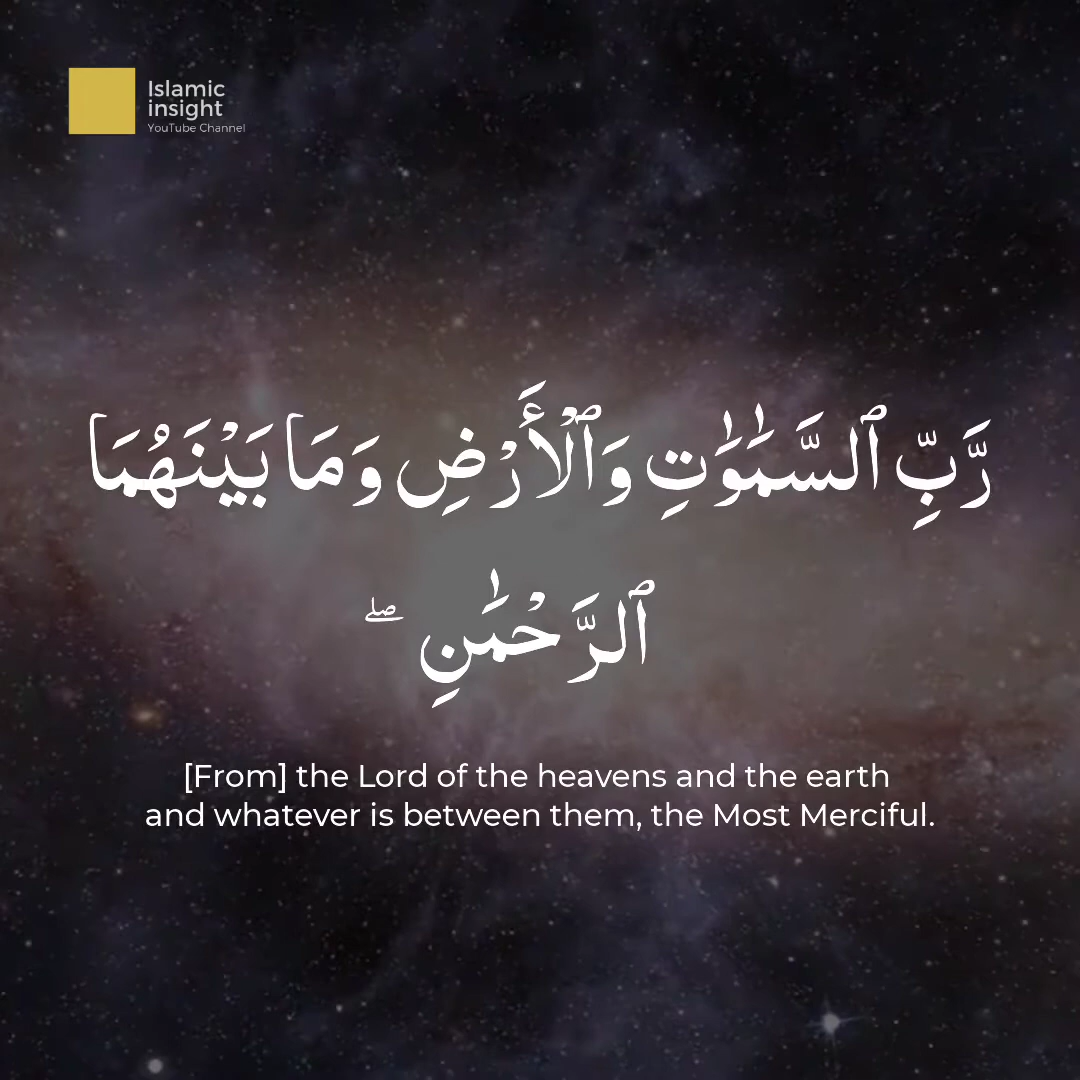 Islamic
insight
YouTube Channel
رَّبِّ ٱلسَّمَـٰوَٰتِ وَٱلْأَرْضِ وَمَا بَيْنَهُمَا
ٱلرَّحْمَـٰنِ ۖ
[From] the Lord of the heavens and the earth
and whatever is between them, the Most Merciful.